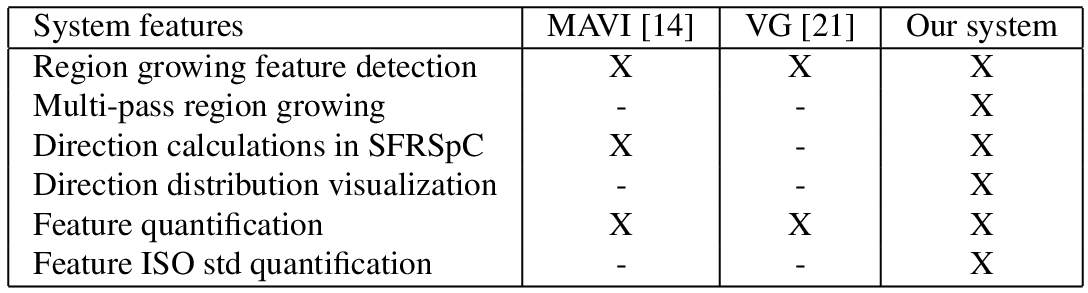 System features MAVI [14] VG [21] Our system
Region growing feature detection X X X
Multi-pass region growing - - X
Direction calculations in SFRSpC X - X
Direction distribution visualization - - X
Feature quantification X X X
Feature ISO std quantification - - X